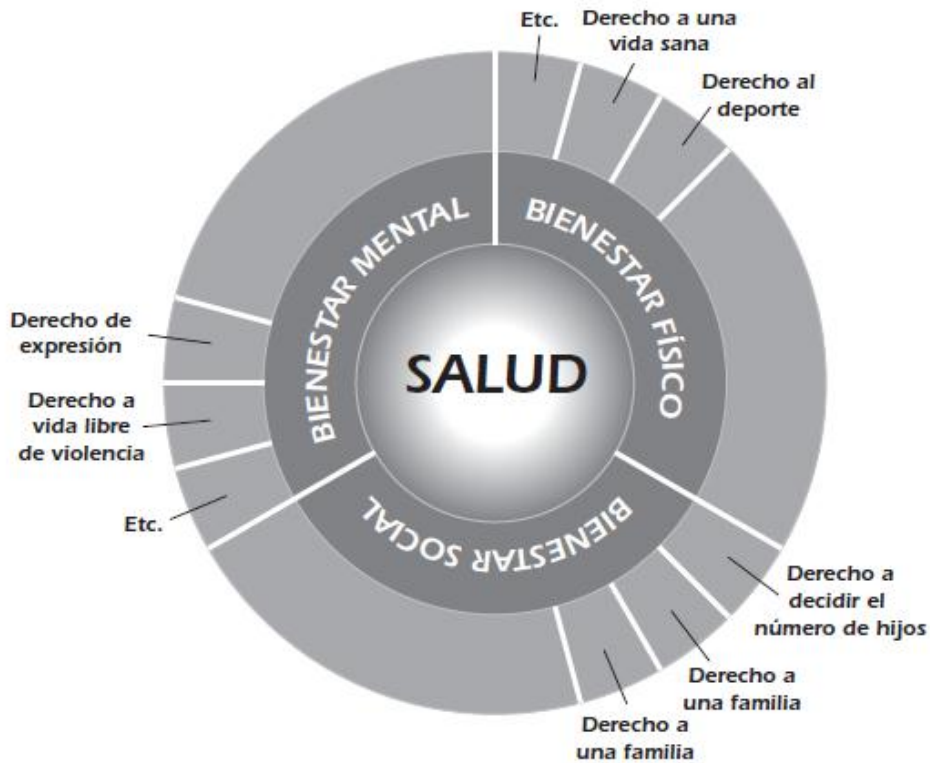 Etc.
Derecho a una
vida sana
Derecho al
deporte
BIENESTAR MENTAL
BIENESTAR FÍSICO
SALUD
Derecho de
expresión
Derecho a
vida libre
de violencia
Etc.
BIENESTAR SOCIAL
Derecho a
decidir el
número de hijos
Derecho a
una familia
Derecho a
una familia